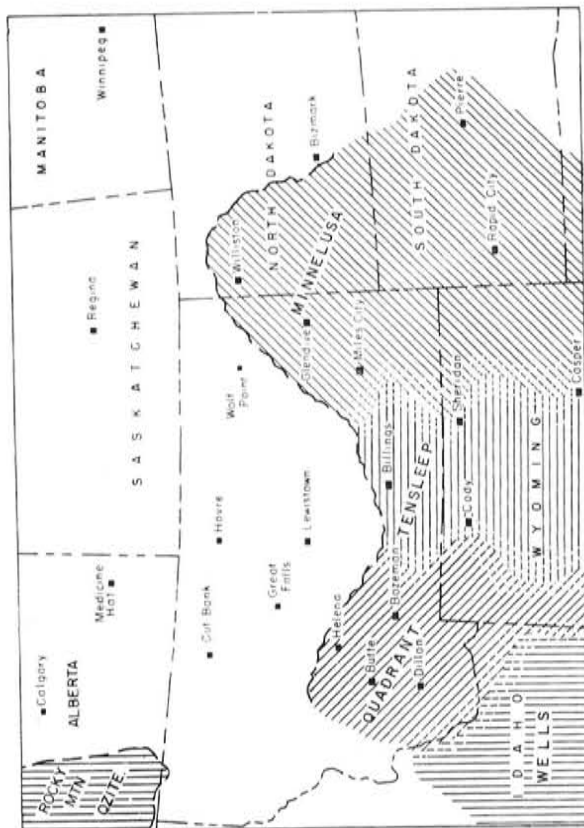 ROCKY
MTN
QZITE.
Calgary
ALBERTA
Medicine
Hat
SASKATCHEWAN
Regina
MANITOBA
Winnipeg
Cut Bank
Havre
Great
Falls
Lewistown
Wolf
Point
Williston
NORTH DAKOTA
Glendive
MINNELUSA
Bizmark
Helena
Butte
Bozeman
Billings
Miles City
QUADRANT
Dillon
TENSLEEP
Cody
Sheridan
SOUTH DAKOTA
Rapid City
Pierre
IDAHO
WELLS
WYOMING
Casper